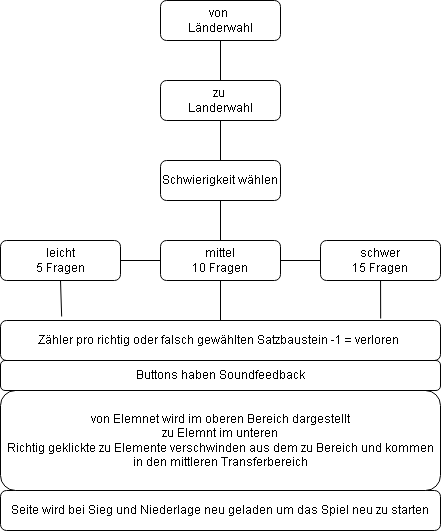 von
Länderwahl
zu
Landerwahl
Schwierigkeit wählen
leicht
5 Fragen
mittel
10 Fragen
schwer
15 Fragen
Zähler pro richtig oder falsch gewählten Satzbaustein -1 = verloren
Buttons haben Soundfeedback
von Elemnet wird im oberen Bereich dargestellt
zu Elemnt im unteren
Richtig geklickte zu Elemente verschwinden aus dem zu Bereich und kommen
in den mittleren Transferbereich
Seite wird bei Sieg und Niederlage neu geladen um das Spiel neu zu starten